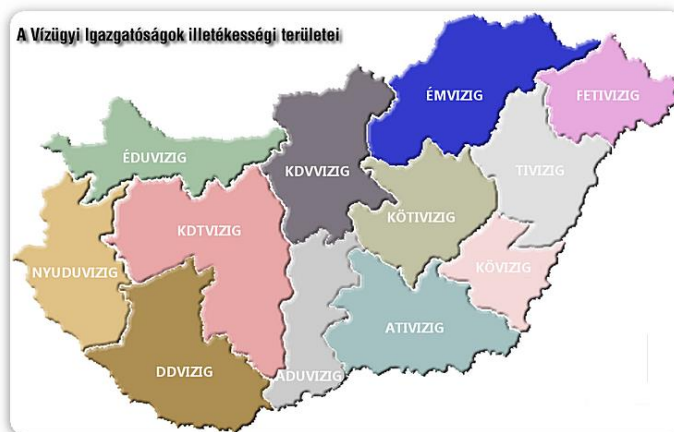 A Vízügyi Igazgatóságok illetékességi területei
ÉMVIZIG
FETIVIZIG
ÉDUVIZIG
KDVVIZIG
TIVIZIG
KÖTIVIZIG
KDTVIZIG
NYUDUVIZIG
KÖVIZIG
ATIVIZIG
DDVIZIG
ADUVIZIG